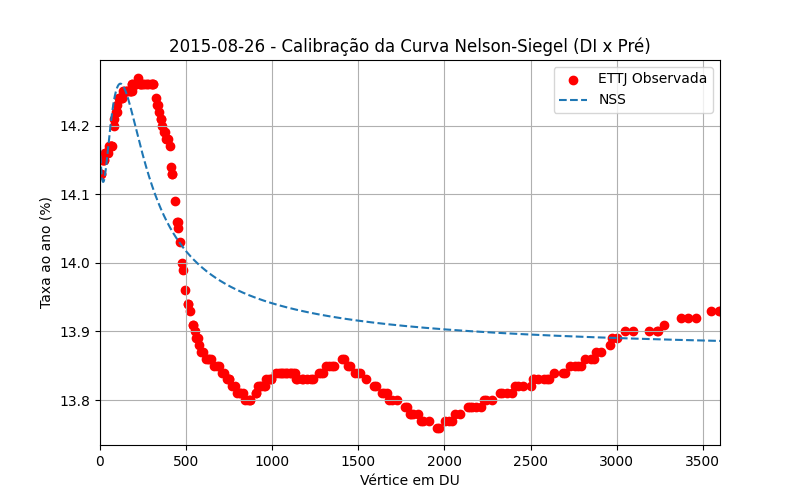 2015-08-26 - Calibração da Curva Nelson-Siegel (DI x Pré)
ETTJ Observada
NSS
Taxa ao ano (%)
14.2
14.1
14.0
13.9
13.8
0 500 1000 1500 2000 2500 3000 3500
Vértice em DU